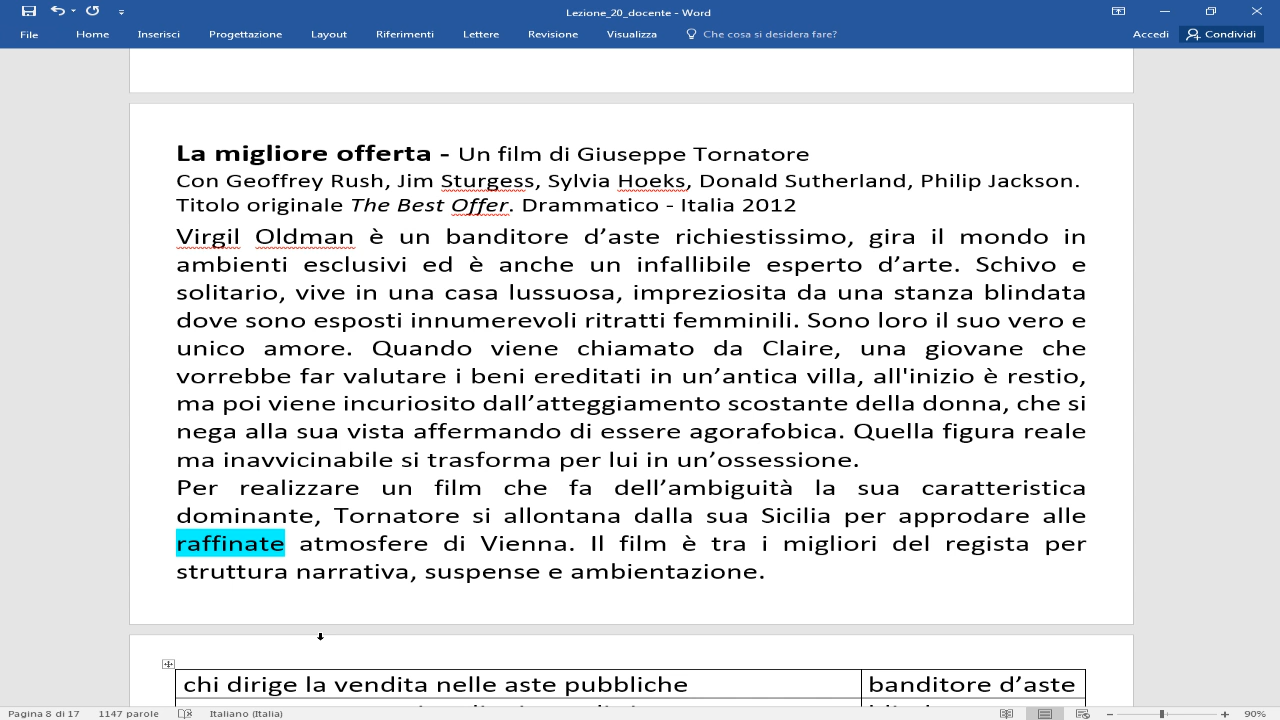 Lezione_20_docente - Word
File Home Inserisci Progettazione Layout Riferimenti Lettere Revisione Visualizza Che cosa si desidera fare? Accedi Condividi
La migliore offerta - Un film di Giuseppe Tornatore
Con Geoffrey Rush, Jim Sturgess, Sylvia Hoeks, Donald Sutherland, Philip Jackson.
Titolo originale The Best Offer. Drammatico - Italia 2012
Virgil Oldman è un banditore d’aste richiestissimo, gira il mondo in
ambienti esclusivi ed è anche un infallibile esperto d’arte. Schivo e
solitario, vive in una casa lussuosa, impreziosita da una stanza blindata
dove sono esposti innumerevoli ritratti femminili. Sono loro il suo vero e
unico amore. Quando viene chiamato da Claire, una giovane che
vorrebbe far valutare i beni ereditati in un’antica villa, all'inizio è restio,
ma poi viene incuriosito dall’atteggiamento scostante della donna, che si
nega alla sua vista affermando di essere agorafobica. Quella figura reale
ma inavvicinabile si trasforma per lui in un’ossessione.
Per realizzare un film che fa dell’ambiguità la sua caratteristica
dominante, Tornatore si allontana dalla sua Sicilia per approdare alle
raffinate atmosfere di Vienna. Il film è tra i migliori del regista per
struttura narrativa, suspense e ambientazione.
chi dirige la vendita nelle aste pubbliche banditore d’aste
Pagina 8 di 17 1147 parole Italiano (Italia) 90%